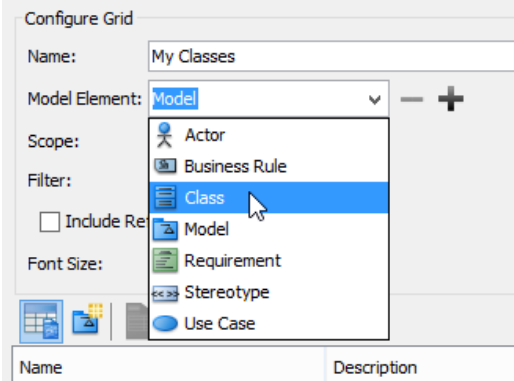 Configure Grid
Name: My Classes
Model Element: Model
Scope:
Actor
Business Rule
Filter:
Class
Include Re
Model
Font Size:
Requirement
Stereotype
Use Case
Name Description